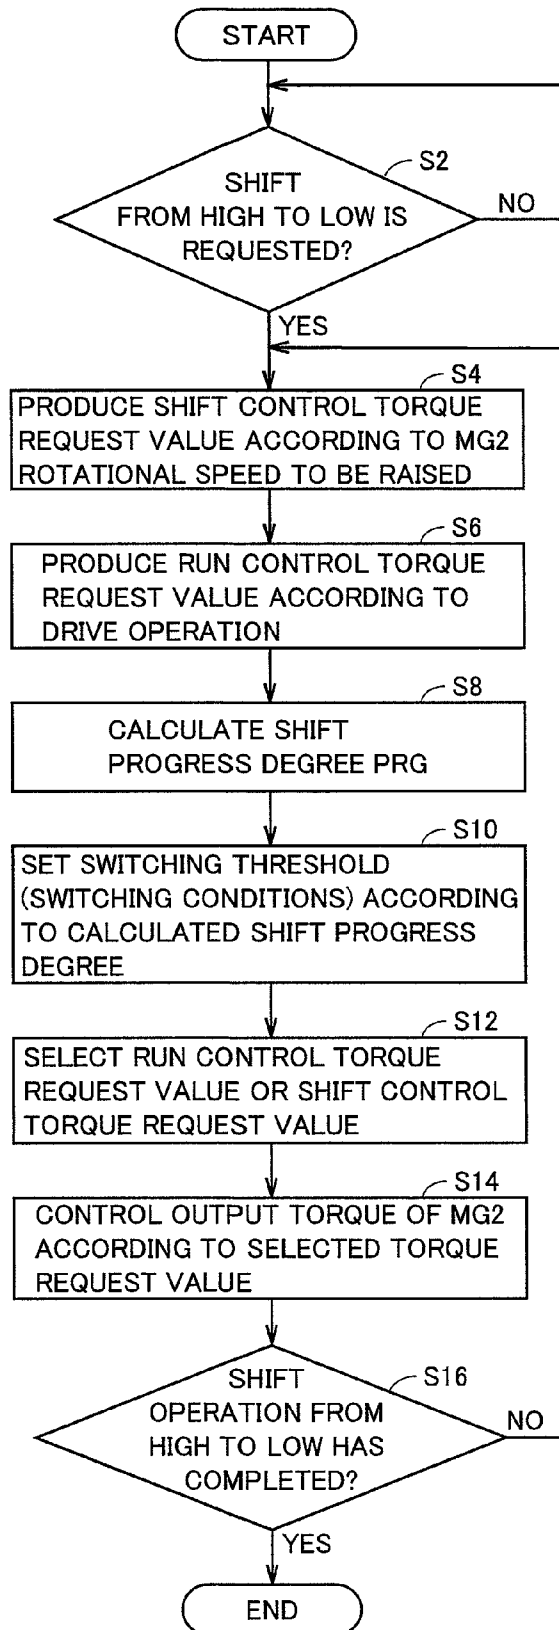 START
S2
SHIFT
FROM HIGH TO LOW IS
REQUESTED?
NO
YES
S4
PRODUCE SHIFT CONTROL TORQUE
REQUEST VALUE ACCORDING TO MG2
ROTATIONAL SPEED TO BE RAISED
S6
PRODUCE RUN CONTROL TORQUE
REQUEST VALUE ACCORDING TO
DRIVE OPERATION
S8
CALCULATE SHIFT
PROGRESS DEGREE PRG
S10
SET SWITCHING THRESHOLD
(SWITCHING CONDITIONS) ACCORDING
TO CALCULATED SHIFT PROGRESS
DEGREE
S12
SELECT RUN CONTROL TORQUE
REQUEST VALUE OR SHIFT CONTROL
TORQUE REQUEST VALUE
S14
CONTROL OUTPUT TORQUE OF MG2
ACCORDING TO SELECTED TORQUE
REQUEST VALUE
S16
SHIFT
OPERATION FROM
HIGH TO LOW HAS
COMPLETED?
NO
YES
END